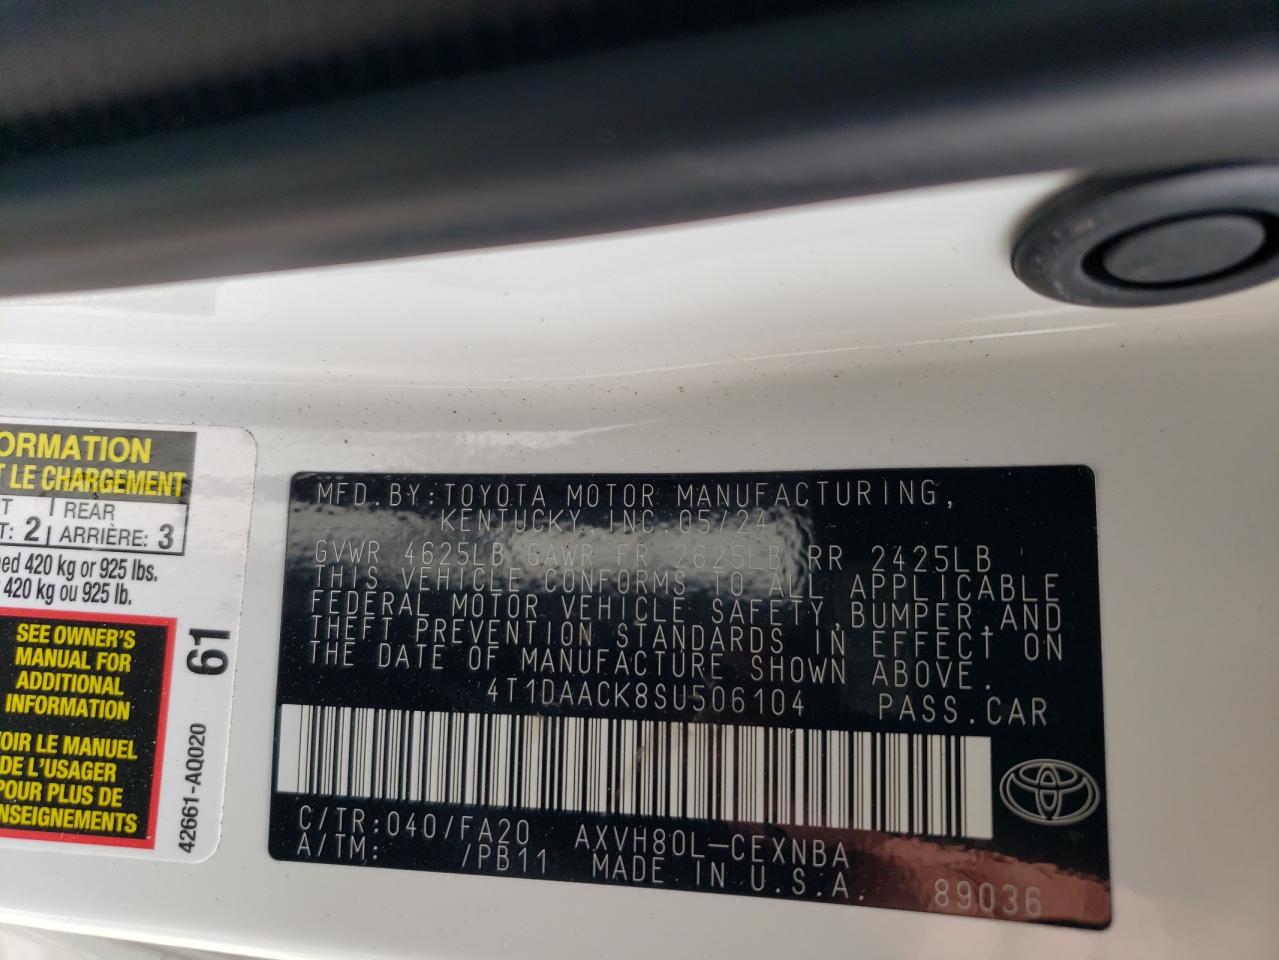 ORMATION
T LE CHARGEMENT
T | REAR
T: 2 | ARRIÈRE: 3
ed 420 kg or 925 lbs.
420 kg ou 925 lb.
SEE OWNER'S
MANUAL FOR
ADDITIONAL
INFORMATION
OIR LE MANUEL
DE L'USAGER
POUR PLUS DE
NSEIGNEMENTS
61
42661-AQ020
MFD.BY:TOYOTA MOTOR MANUFACTURING,
KENTUCKY, INC 05/24
GVWR 4625LB GAWR FR 2625LB RR 2425LB
THIS VEHICLE CONFORMS TO ALL APPLICABLE
FEDERAL MOTOR VEHICLE SAFETY, BUMPER, AND
THEFT PREVENTION STANDARDS IN EFFECT ON
THE DATE OF MANUFACTURE SHOWN ABOVE.
4T1DAACK8SU506104 PASS.CAR
C/TR:040/FA20 AXVH80L-CEXNBA
A/TM: /PB11 MADE IN U.S.A.
89036